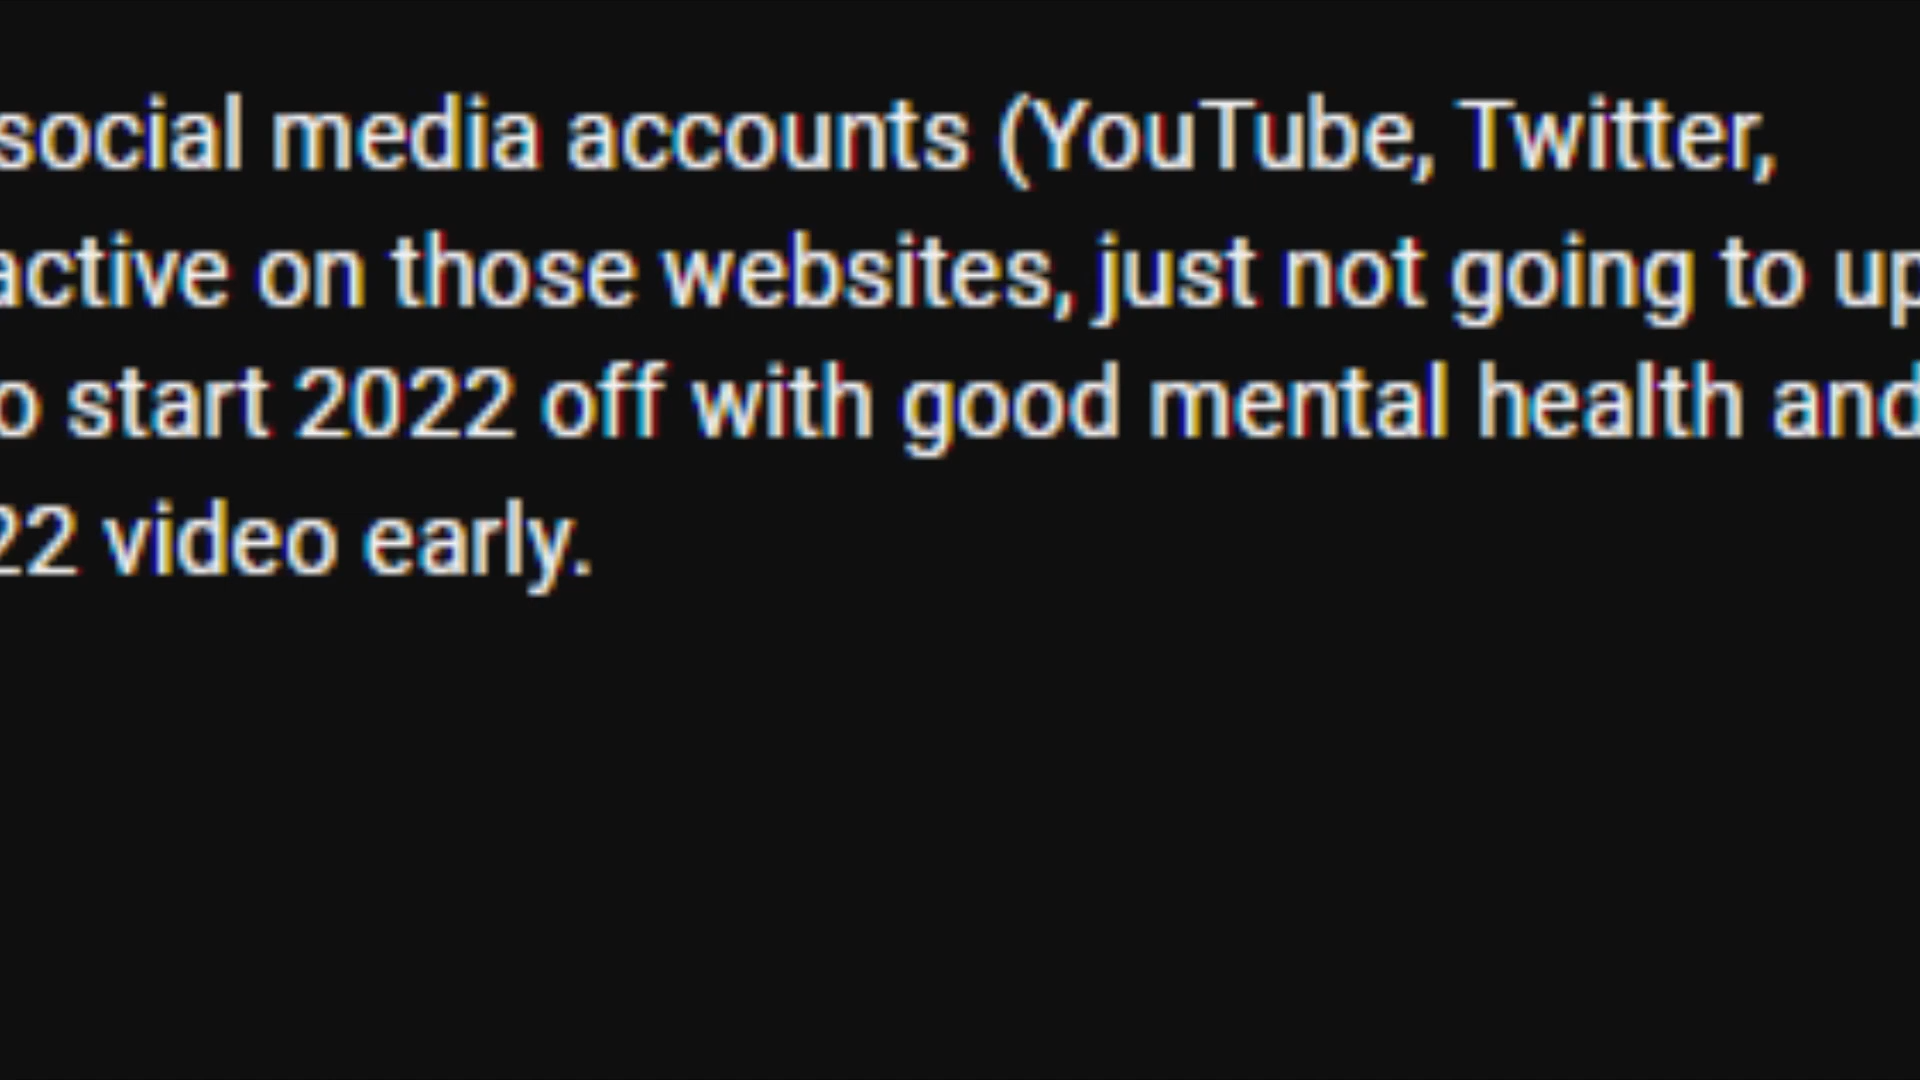 social media accounts (YouTube, Twitter,
active on those websites, just not going to up
o start 2022 off with good mental health and
22 video early.